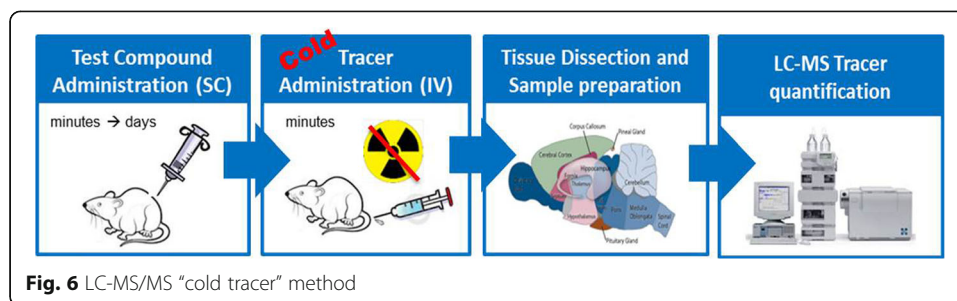 Test Compound
Administration (SC)
minutes → days
Cold
Tracer
Administration (IV)
minutes
Tissue Dissection and
Sample preparation
Corpus Callosum
Pineal Gland
Cerebral Cortex
Hippocampus
Thalamus
Cerebellum
Hypothalamus
Pons
Medulla
Oblongata
Spinal
Cord
Pituitary Gland
LC-MS Tracer
quantification
Fig. 6 LC-MS/MS “cold tracer” method